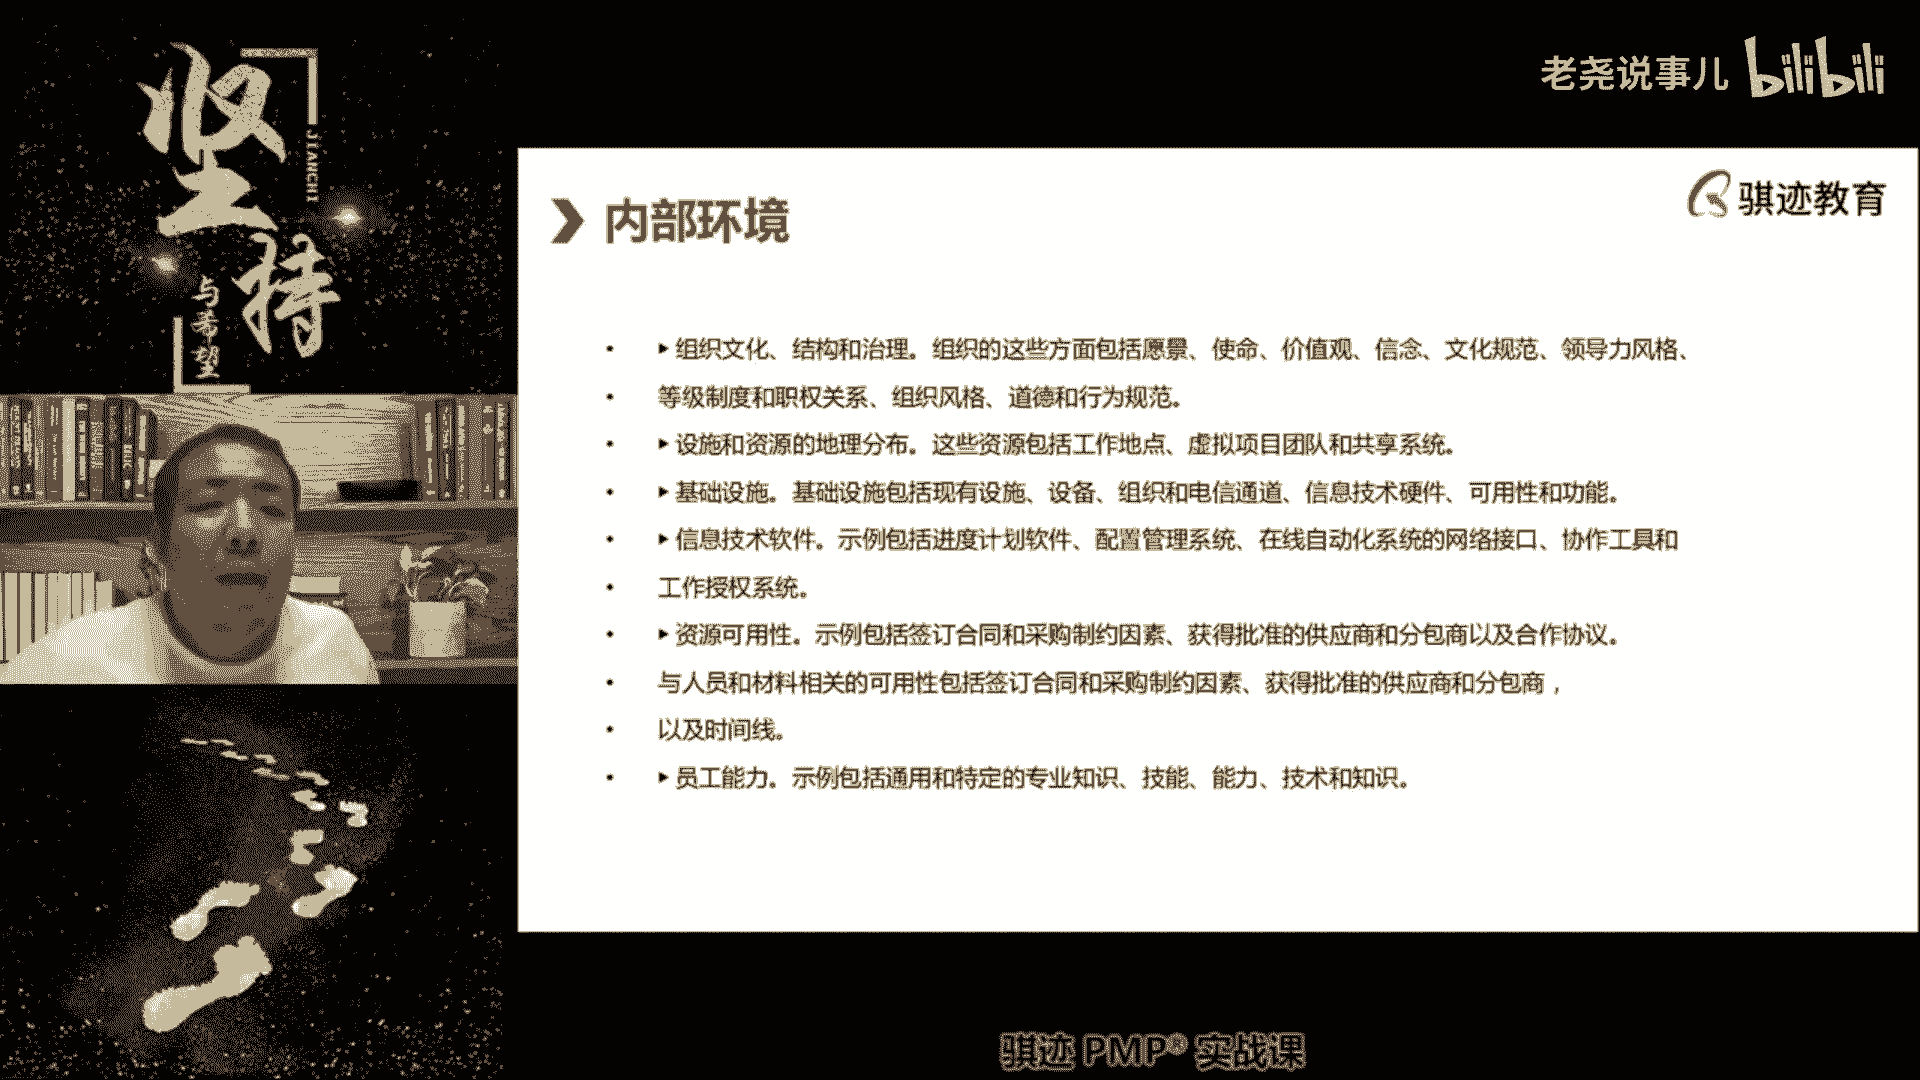 坚持
JIANCHI
与希望
老尧说事儿 bilibili
骐迹教育
内部环境
• ▶组织文化、结构和治理。组织的这些方面包括愿景、使命、价值观、信念、文化规范、领导力风格、
• 等级制度和职权关系、组织风格、道德和行为规范。
• ▶设施和资源的地理分布。这些资源包括工作地点、虚拟项目团队和共享系统。
• ▶基础设施。基础设施包括现有设施、设备、组织和电信通道、信息技术硬件、可用性和功能。
• ▶信息技术软件。示例包括进度计划软件、配置管理系统、在线自动化系统的网络接口、协作工具和
• 工作授权系统。
• ▶资源可用性。示例包括签订合同和采购制约因素、获得批准的供应商和分包商以及合作协议。
• 与人员和材料相关的可用性包括签订合同和采购制约因素、获得批准的供应商和分包商，
• 以及时间线。
• ▶员工能力。示例包括通用和特定的专业知识、技能、能力、技术和知识。
骐迹 PMP® 实战课